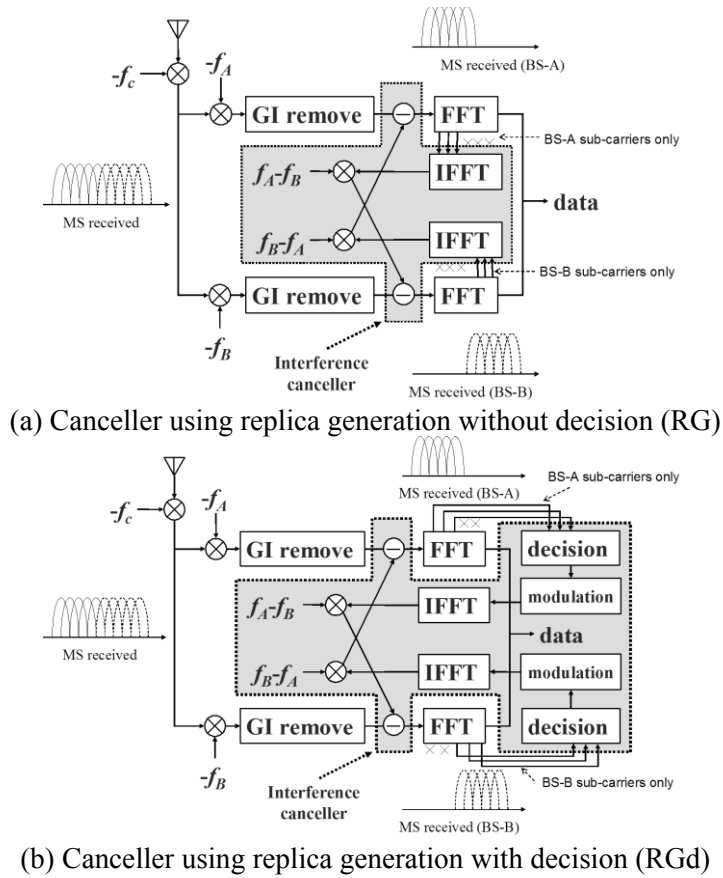 MS received (BS-A)
-f_c
-f_A
GI remove
FFT
BS-A sub-carriers only
f_A-f_B
IFFT
MS received
data
f_B-f_A
IFFT
BS-B sub-carriers only
GI remove
FFT
-f_B
Interference
canceller
MS received (BS-B)
(a) Canceller using replica generation without decision (RG)
MS received (BS-A)
BS-A sub-carriers only
-f_c
-f_A
GI remove
FFT
decision
modulation
f_A-f_B
IFFT
MS received
data
f_B-f_A
IFFT
modulation
GI remove
FFT
decision
-f_B
Interference
canceller
BS-B sub-carriers only
MS received (BS-B)
(b) Canceller using replica generation with decision (RGd)